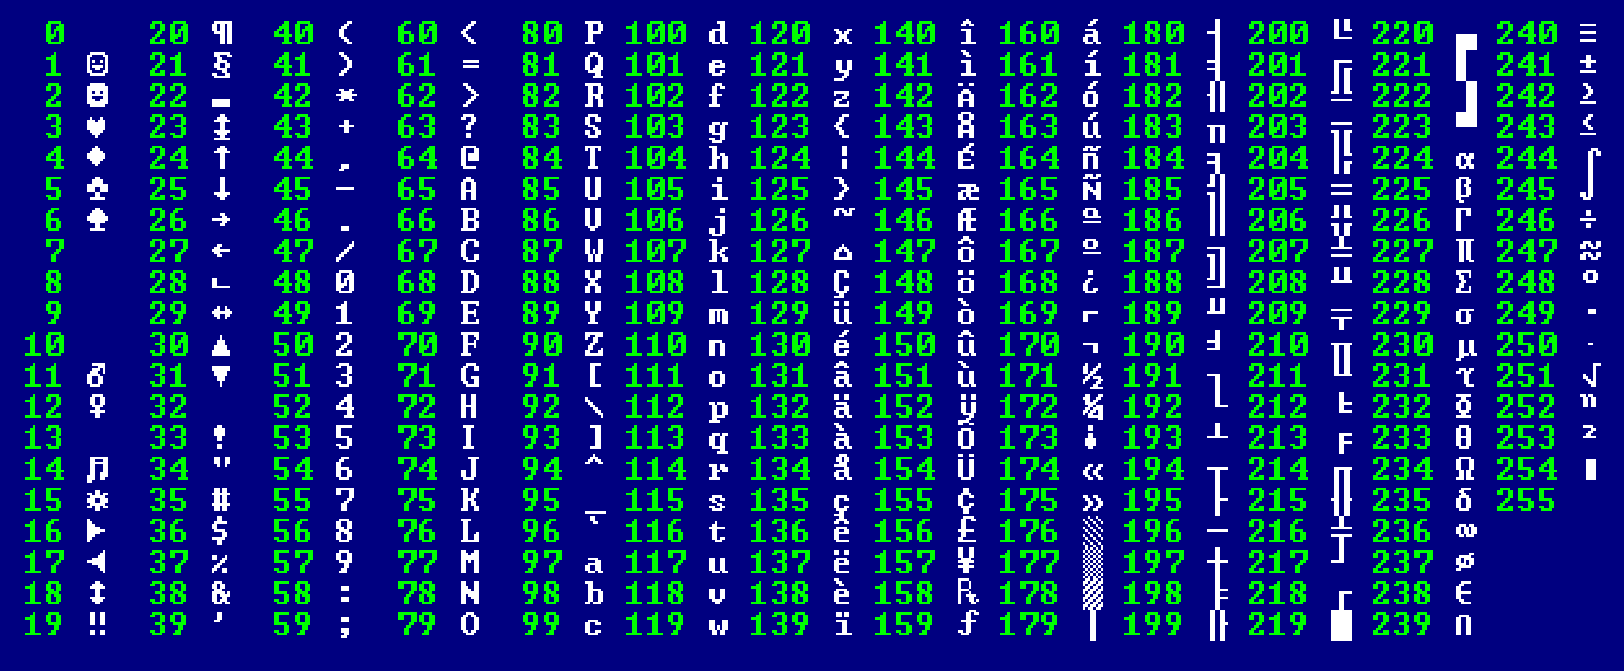 0 20 ¶ 40 ( 60 < 80 P 100 d 120 x 140 î 160 á 180 ┤ 200 ╚ 220 ▄ 240 ≡
1 ☺ 21 § 41 ) 61 = 81 Q 101 e 121 y 141 ì 161 í 181 ╡ 201 ╔ 221 ▌ 241 ±
2 ☻ 22 ▬ 42 * 62 > 82 R 102 f 122 z 142 Ä 162 ó 182 ╢ 202 ╩ 222 ▐ 242 ≥
3 ♥ 23 ↨ 43 + 63 ? 83 S 103 g 123 { 143 Å 163 ú 183 ╖ 203 ╦ 223 ▀ 243 ≤
4 ♦ 24 ↑ 44 , 64 @ 84 T 104 h 124 ¦ 144 É 164 ñ 184 ╕ 204 ╠ 224 α 244 ⌠
5 ♣ 25 ↓ 45 - 65 A 85 U 105 i 125 } 145 æ 165 Ñ 185 ╣ 205 ═ 225 β 245 ⌡
6 ♠ 26 → 46 . 66 B 86 V 106 j 126 ~ 146 Æ 166 ª 186 ║ 206 ╬ 226 Γ 246 ÷
7 27 ← 47 / 67 C 87 W 107 k 127 ⌂ 147 ô 167 º 187 ╗ 207 ╧ 227 π 247 ≈
8 28 ∟ 48 0 68 D 88 X 108 l 128 Ç 148 ö 168 ¿ 188 ╝ 208 ╨ 228 Σ 248 °
9 29 ↔ 49 1 69 E 89 Y 109 m 129 ü 149 ò 169 ⌐ 189 ╜ 209 ╤ 229 σ 249 ∙
10 30 ▲ 50 2 70 F 90 Z 110 n 130 é 150 û 170 ¬ 190 ╛ 210 ╥ 230 µ 250 ·
11 ♂ 31 ▼ 51 3 71 G 91 [ 111 o 131 â 151 ù 171 ½ 191 ┐ 211 ╙ 231 τ 251 √
12 ♀ 32 52 4 72 H 92 \ 112 p 132 ä 152 ÿ 172 ¼ 192 └ 212 ╘ 232 Φ 252 ⁿ
13 33 ! 53 5 73 I 93 ] 113 q 133 à 153 Ö 173 ¡ 193 ┴ 213 ╒ 233 Θ 253 ²
14 ♫ 34 " 54 6 74 J 94 ^ 114 r 134 å 154 Ü 174 « 194 ┬ 214 ╓ 234 Ω 254 ■
15 ☼ 35 # 55 7 75 K 95 _ 115 s 135 ç 155 ¢ 175 » 195 ├ 215 ╫ 235 δ 255
16 ► 36 $ 56 8 76 L 96 ` 116 t 136 ê 156 £ 176 ░ 196 ─ 216 ╪ 236 ∞
17 ◄ 37 % 57 9 77 M 97 a 117 u 137 ë 157 ¥ 177 ▒ 197 ┼ 217 ┘ 237 φ
18 ↕ 38 & 58 : 78 N 98 b 118 v 138 è 158 ₧ 178 ▓ 198 ╞ 218 ┌ 238 ε
19 ‼ 39 ' 59 ; 79 O 99 c 119 w 139 ï 159 ƒ 179 │ 199 ╟ 219 █ 239 ∩